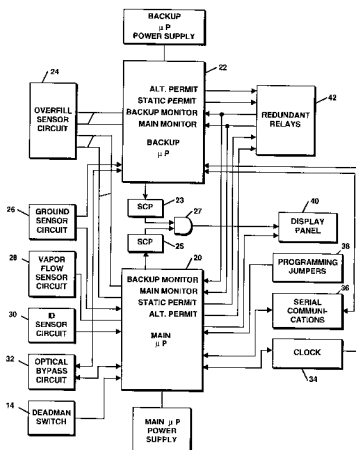 BACKUP
μP
POWER SUPPLY
24
22
OVERFILL
SENSOR
CIRCUIT
ALT. PERMIT
STATIC PERMIT
BACKUP MONITOR
MAIN MONITOR
BACKUP
μP
42
REDUNDANT
RELAYS
SCP
23
27
SCP
25
26
GROUND
SENSOR
CIRCUIT
40
DISPLAY
PANEL
28
VAPOR
FLOW SENSOR
CIRCUIT
20
BACKUP MONITOR
MAIN MONITOR
STATIC PERMIT
ALT. PERMIT
MAIN
μP
38
PROGRAMMING
JUMPERS
30
ID
SENSOR
CIRCUIT
36
SERIAL
COMMUNI-
CATIONS
32
OPTICAL
BYPASS
CIRCUIT
CLOCK
34
14
DEADMAN
SWITCH
MAIN μP
POWER
SUPPLY